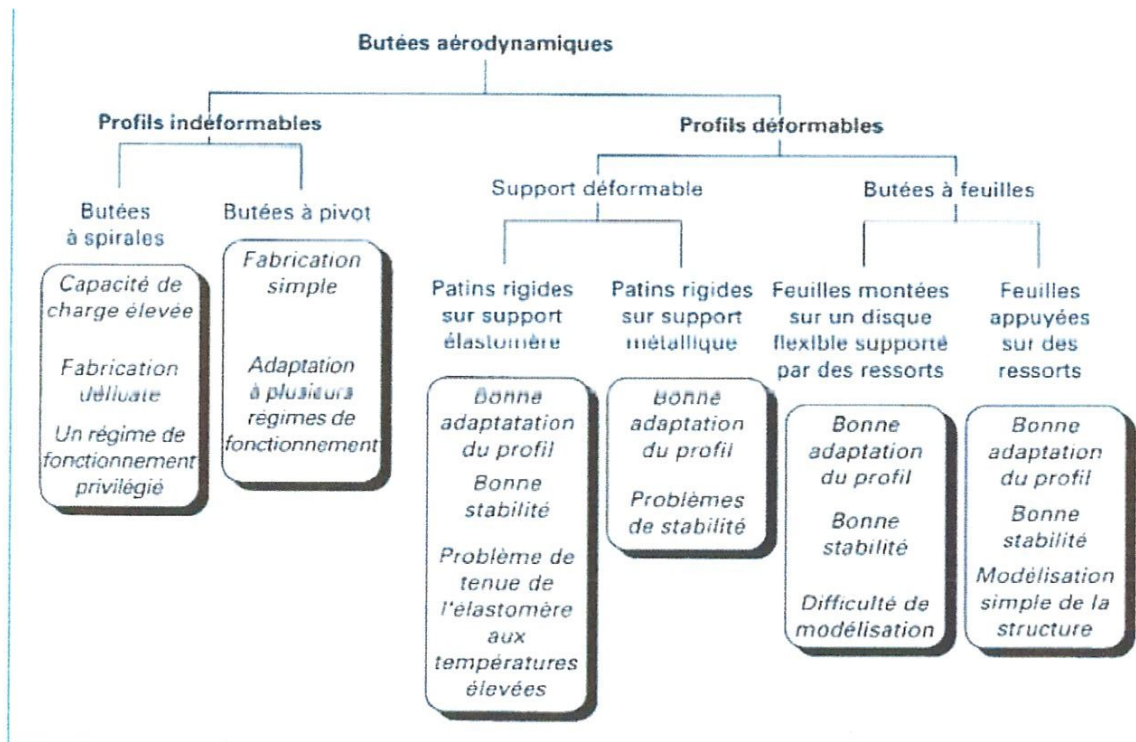 Butées aérodynamiques
Profils indéformables
Profils déformables
Support déformable
Butées à feuilles
Butées
à spirales
Butées à pivot
Capacité de
charge élevée
Fabrication
délicate
Un régime de
fonctionnement
privilégié
Fabrication
simple
Adaptation
à plusieurs
régimes de
fonctionnement
Patins rigides
sur support
élastomère
Patins rigides
sur support
métallique
Feuilles montées
sur un disque
flexible supporté
par des ressorts
Feuilles
appuyées
sur des
ressorts
Bonne
adaptatation
du profil
Bonne
stabilité
Problème de
tenue de
l'élastomère
aux
températures
élevées
Bonne
adaptation
du profil
Problèmes
de stabilité
Bonne
adaptation
du profil
Bonne
stabilité
Difficulté de
modélisation
Bonne
adaptation
du profil
Bonne
stabilité
Modélisation
simple de la
structure